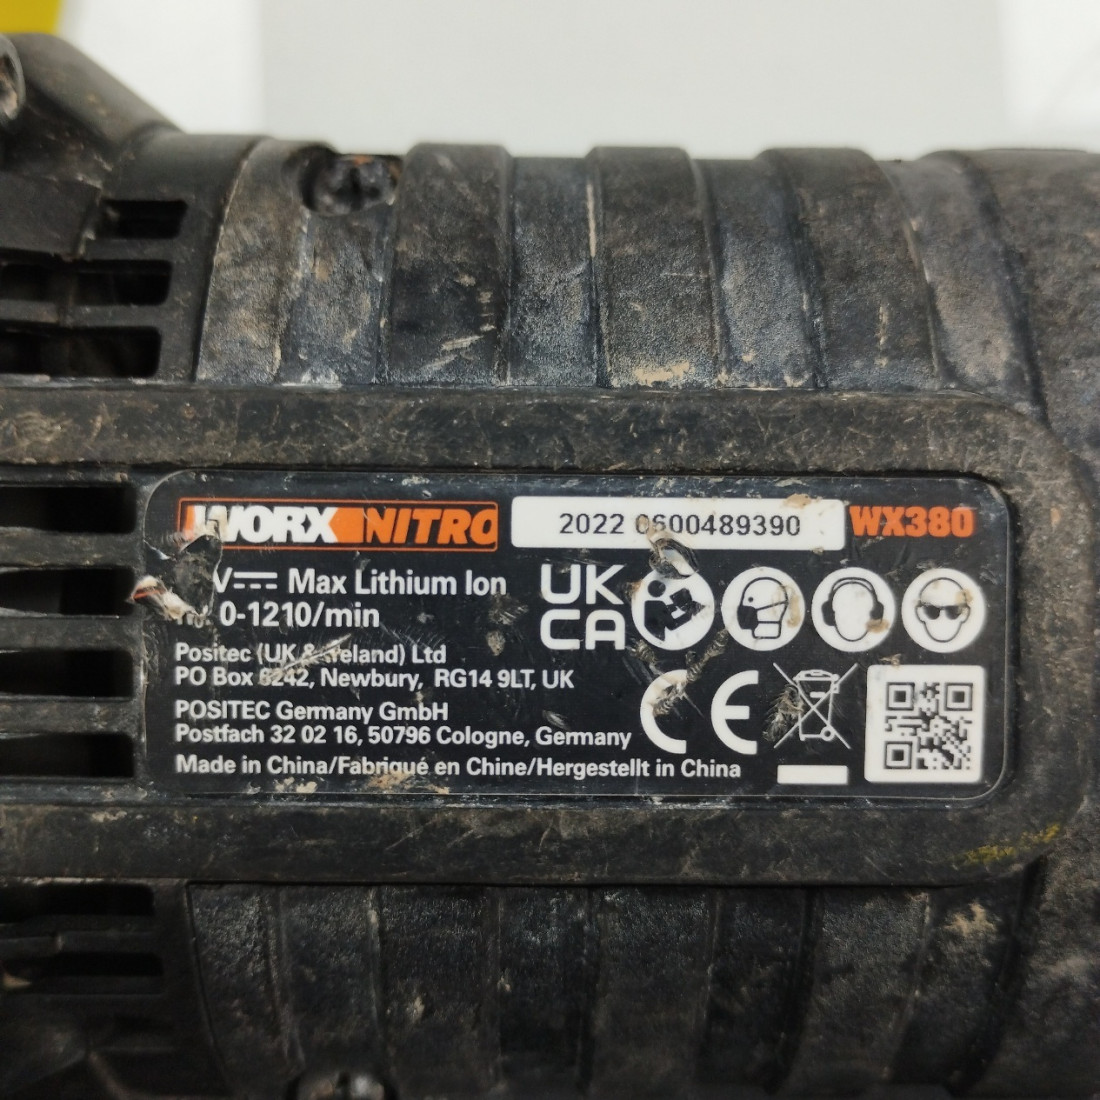 WORX NITRO 2022 0600489390 WX380
V⎓ Max Lithium Ion
0-1210/min
UK
CA
Positec (UK & Ireland) Ltd
PO Box 6242, Newbury, RG14 9LT, UK
POSITEC Germany GmbH
Postfach 32 02 16, 50796 Cologne, Germany
CE
Made in China/Fabriqué en Chine/Hergestellt in China